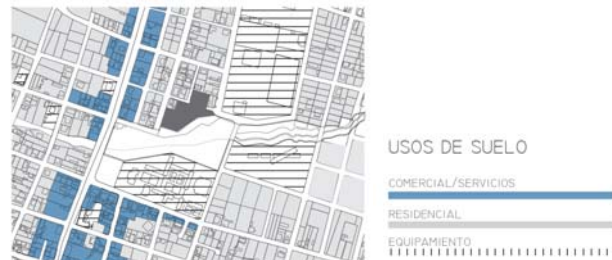 USOS DE SUELO
COMERCIAL/SERVICIOS
RESIDENCIAL
EQUIPAMIENTO